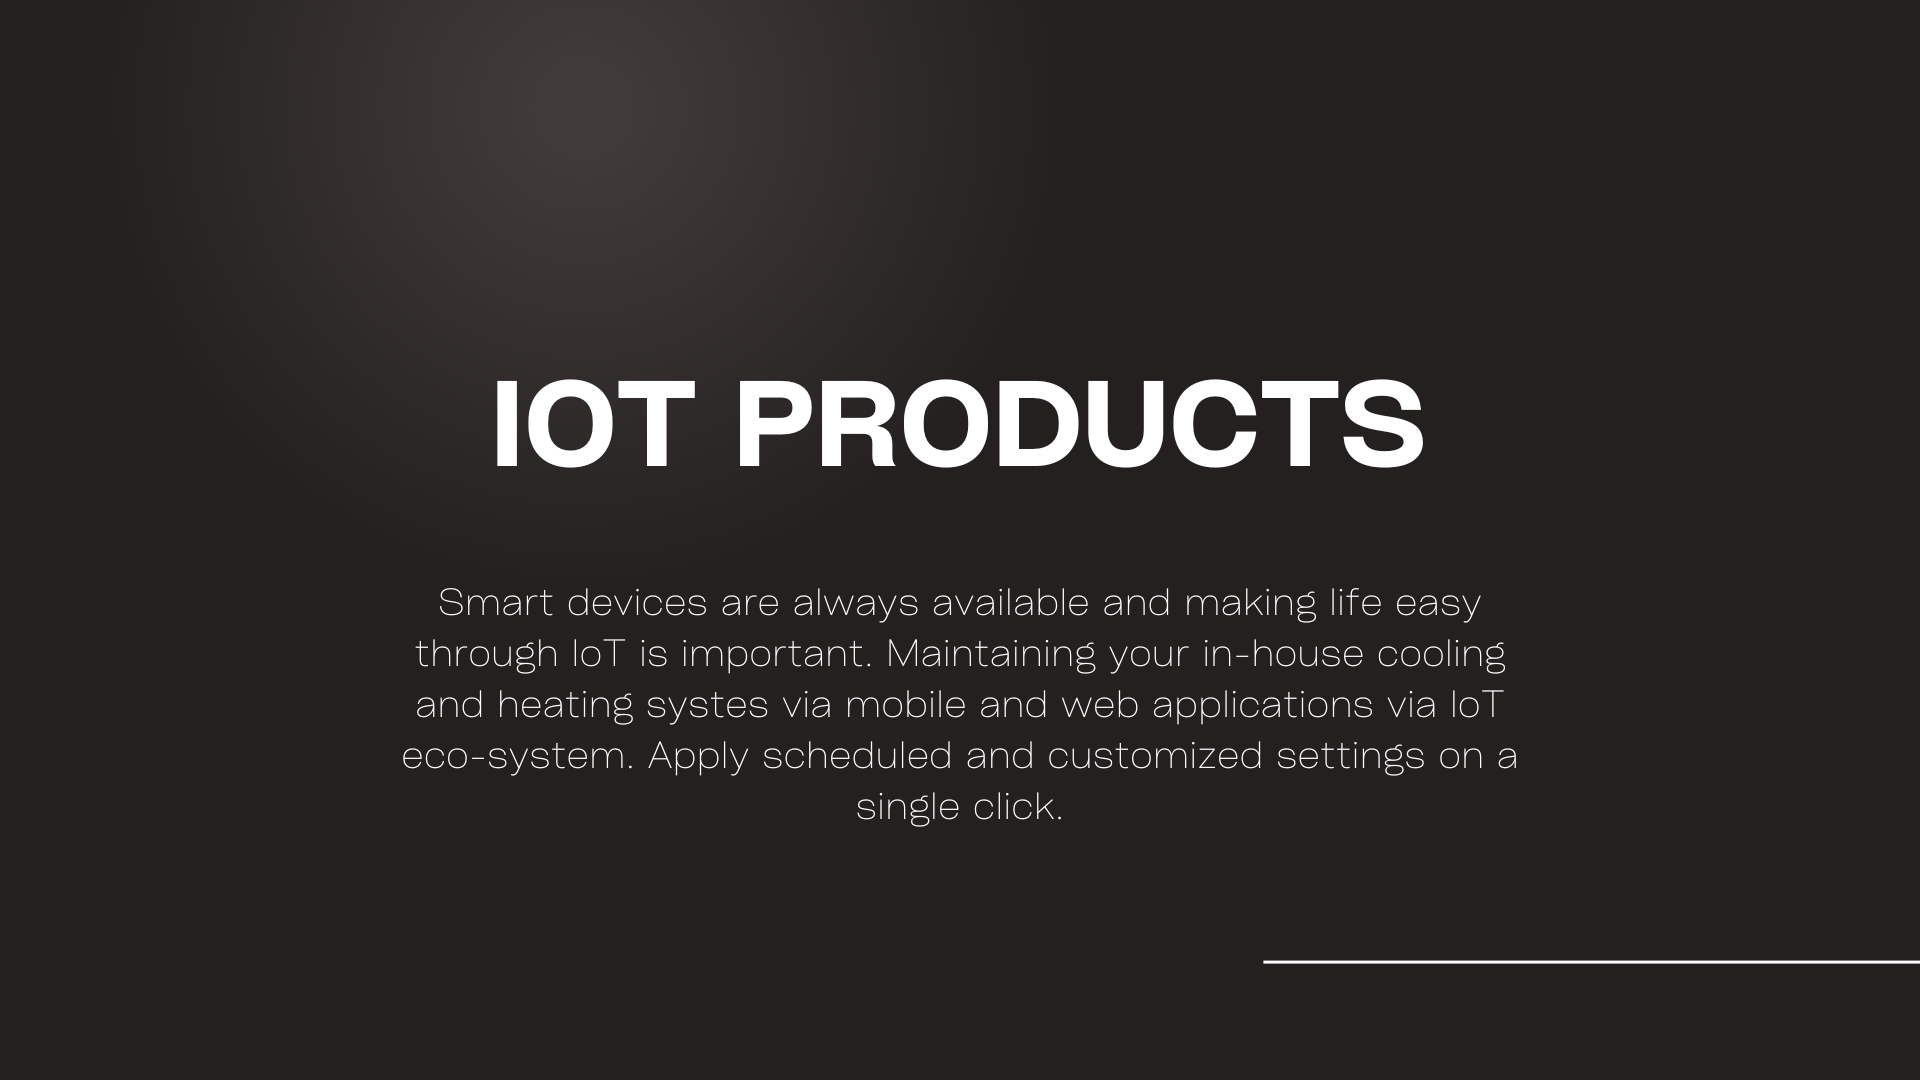 IOT PRODUCTS
Smart devices are always available and making life easy
through IoT is important. Maintaining your in-house cooling
and heating systes via mobile and web applications via IoT
eco-system. Apply scheduled and customized settings on a
single click.